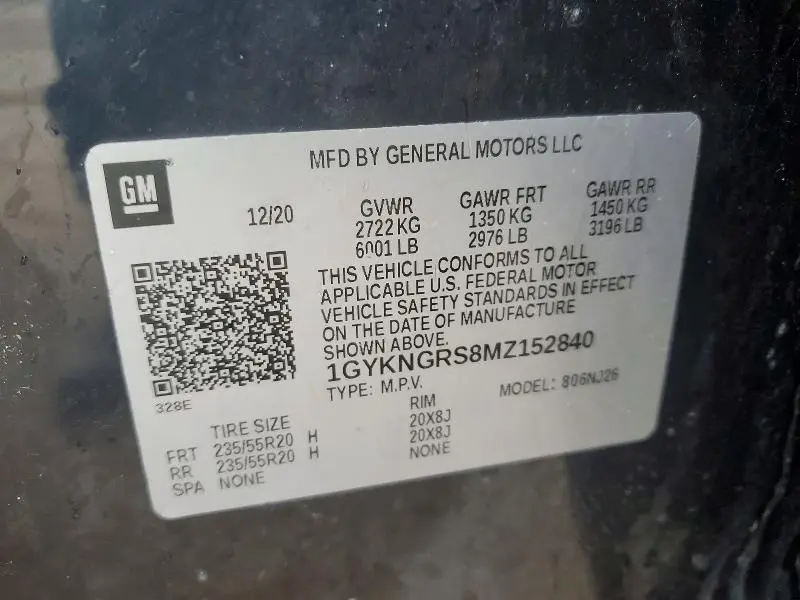 GM
MFD BY GENERAL MOTORS LLC
12/20
GVWR GAWR FRT GAWR RR
2722 KG 1350 KG 1450 KG
6001 LB 2976 LB 3196 LB
THIS VEHICLE CONFORMS TO ALL
APPLICABLE U.S. FEDERAL MOTOR
VEHICLE SAFETY STANDARDS IN EFFECT
ON THE DATE OF MANUFACTURE
SHOWN ABOVE.
1GYKNGRS8MZ152840
TYPE: M.P.V. MODEL: 806NJ26
328E
TIRE SIZE RIM
FRT 235/55R20 H 20X8J
RR 235/55R20 H 20X8J
SPA NONE NONE